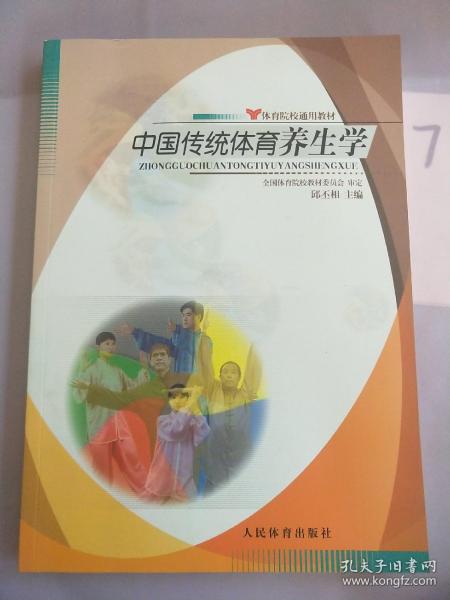 体育院校通用教材
中国传统体育养生学
ZHONGGUOCHUANTONGTIYUYANGSHENGXUE
全国体育院校教材委员会 审定
邱丕相 主编
7
人民体育出版社
孔夫子旧书网
www.kongfz.com